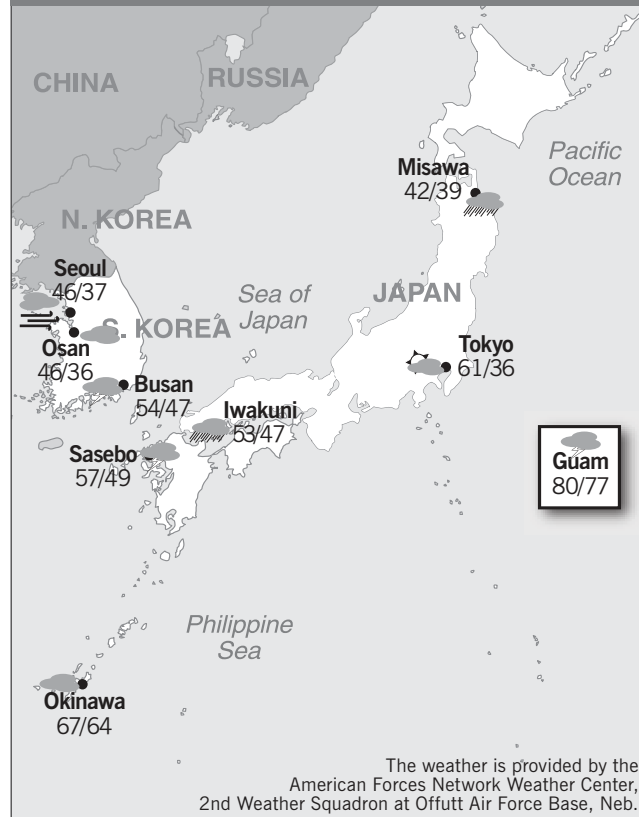 CHINA
RUSSIA
Pacific
Ocean
Misawa
42/39
N. KOREA
Seoul
46/37
Sea of
Japan
JAPAN
S. KOREA
Osan
46/36
Tokyo
61/36
Busan
54/47
Iwakuni
53/47
Sasebo
57/49
Guam
80/77
Philippine
Sea
Okinawa
67/64
The weather is provided by the
American Forces Network Weather Center,
2nd Weather Squadron at Offutt Air Force Base, Neb.